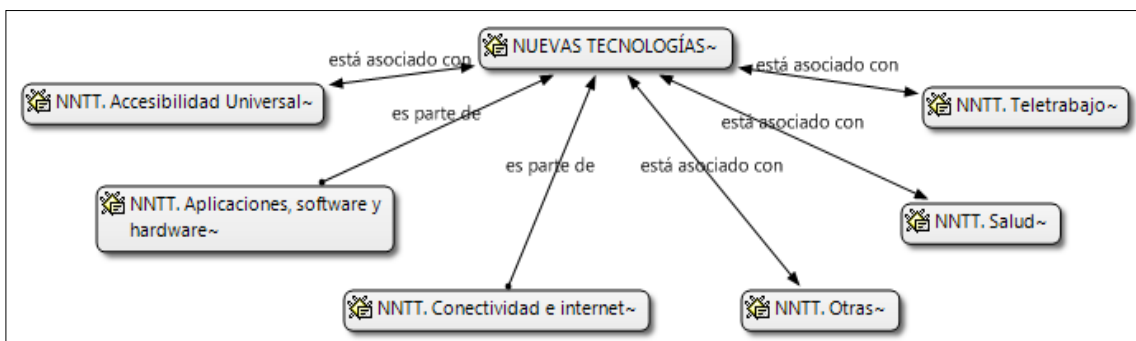 NUEVAS TECNOLOGÍAS~
está asociado con
está asociado con
NNTT. Accesibilidad Universal~
NNTT. Teletrabajo~
es parte de
está asociado con
es parte de
está asociado con
NNTT. Aplicaciones, software y
hardware~
NNTT. Salud~
NNTT. Conectividad e internet~
NNTT. Otras~